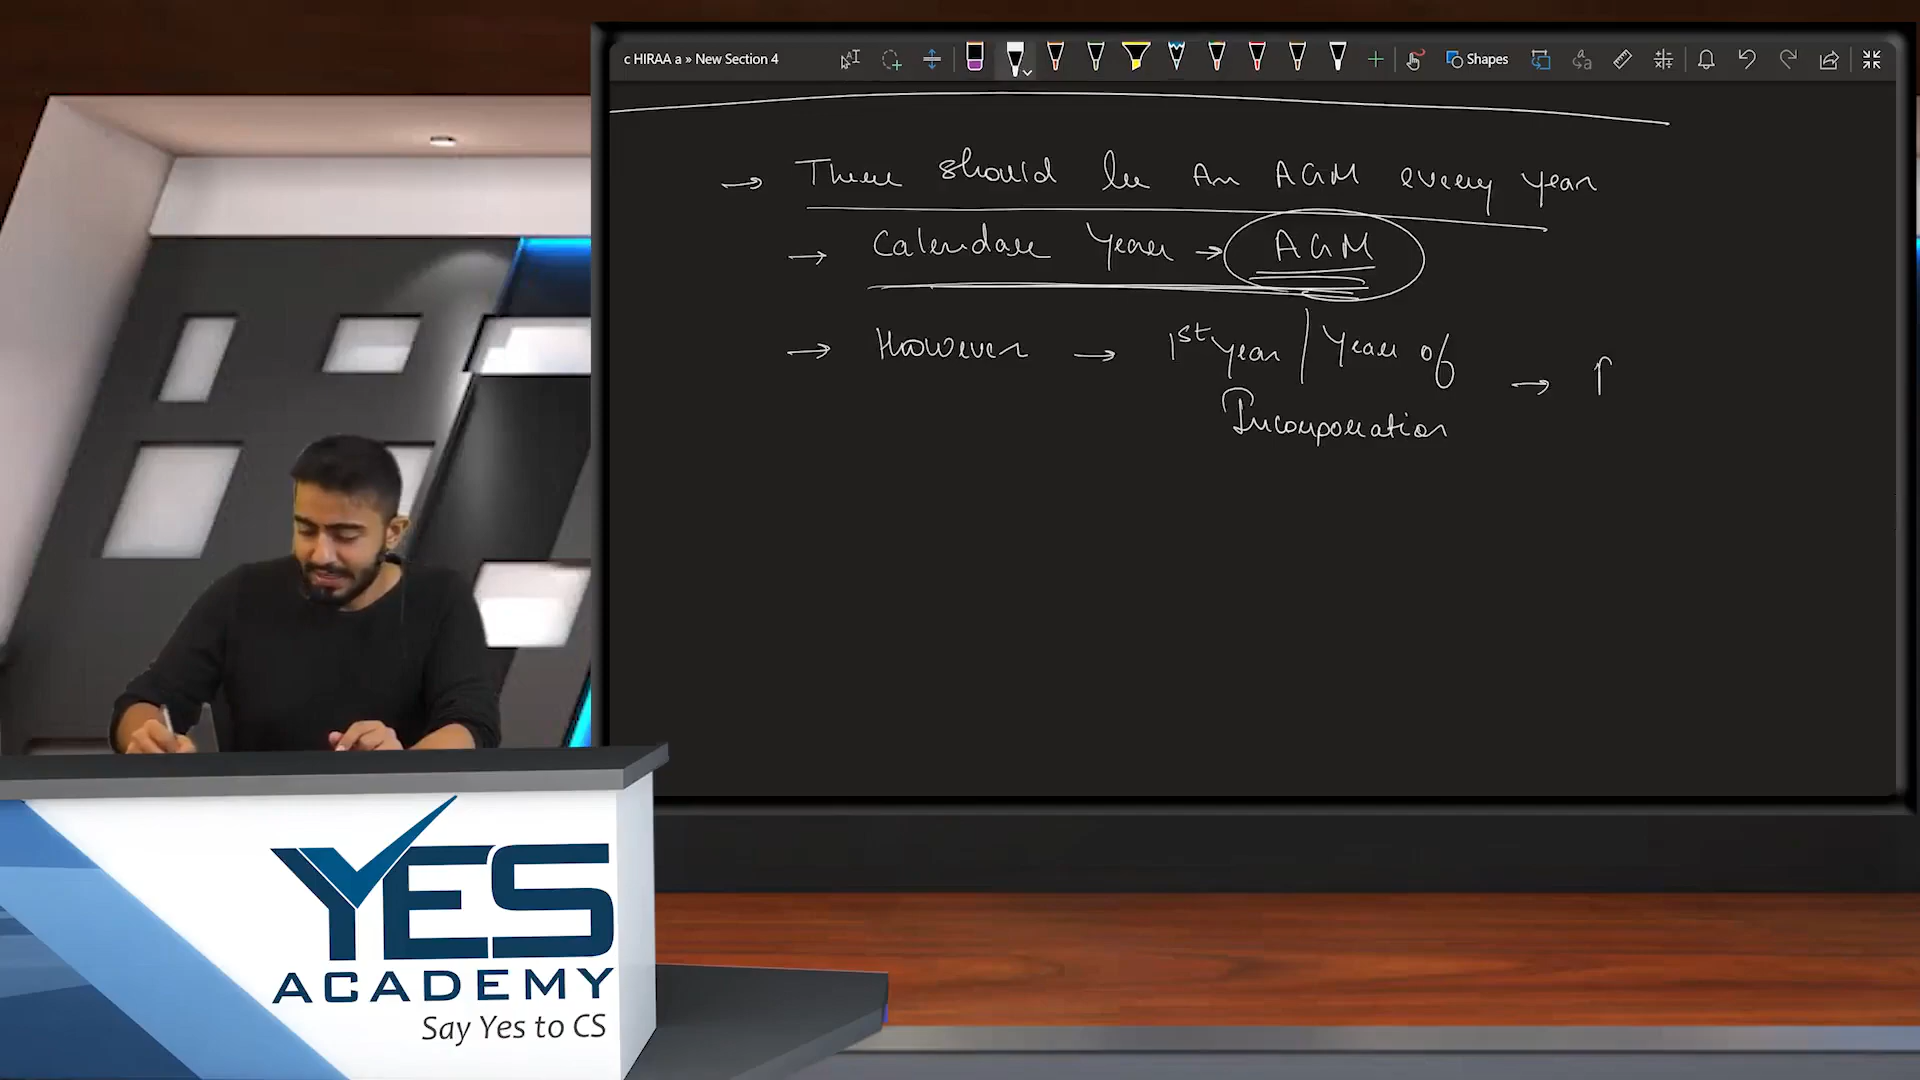 c HIRAA a » New Section 4
Shapes
→ There should be An AGM every year
→ Calendar Year → AGM
→ However → 1st year / Year of
Incorporation →
YES
ACADEMY
Say Yes to CS